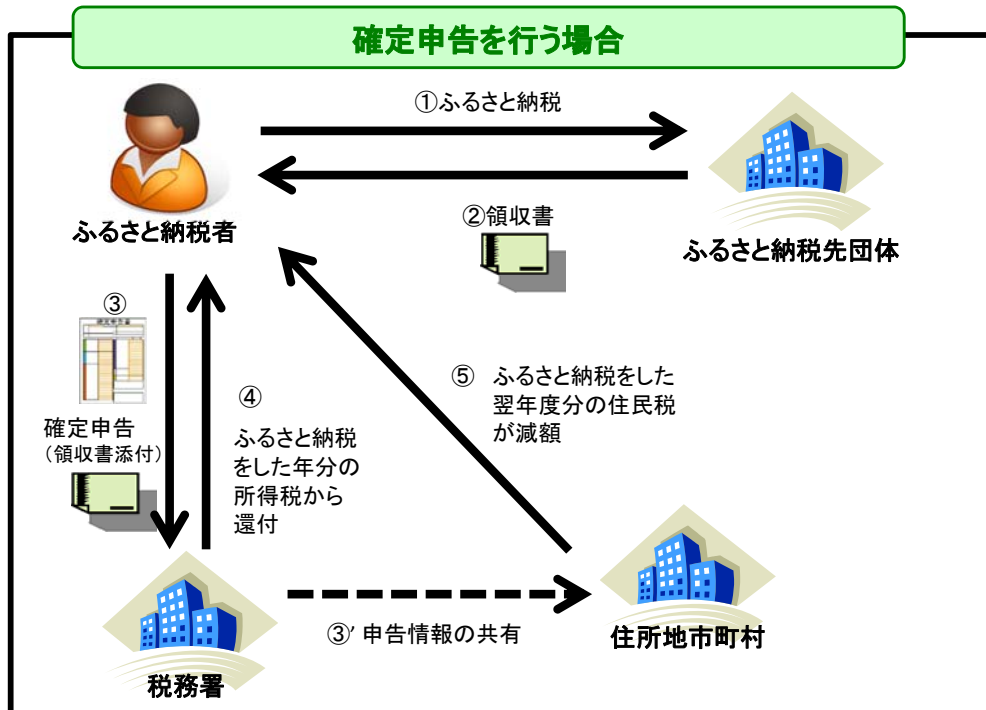 確定申告を行う場合
①ふるさと納税
ふるさと納税者
②領収書
ふるさと納税先団体
③
確定申告書
確定申告
（領収書添付）
④
ふるさと納税
をした年分の
所得税から
還付
⑤ ふるさと納税をした
翌年度分の住民税
が減額
③’申告情報の共有
税務署
住所地市町村